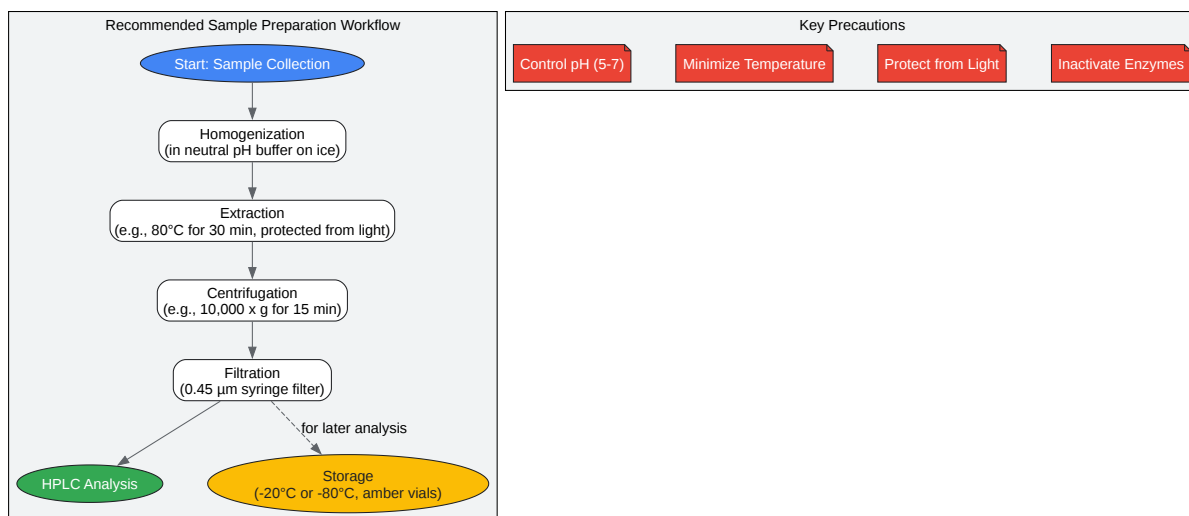 Recommended Sample Preparation Workflow
Start: Sample Collection
Homogenization
(in neutral pH buffer on ice)
Extraction
(e.g., 80°C for 30 min, protected from light)
Centrifugation
(e.g., 10,000 x g for 15 min)
Filtration
(0.45 µm syringe filter)
for later analysis
HPLC Analysis
Storage
(-20°C or -80°C, amber vials)
Key Precautions
Control pH (5-7)
Minimize Temperature
Protect from Light
Inactivate Enzymes